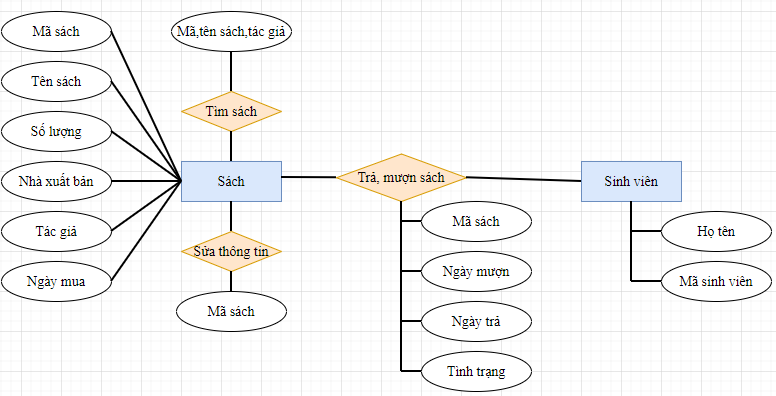 Mã sách
Tên sách
Số lượng
Nhà xuất bản
Tác giả
Ngày mua
Mã,tên sách,tác giả
Tìm sách
Sách
Sửa thông tin
Mã sách
Trả, mượn sách
Mã sách
Ngày mượn
Ngày trả
Tình trạng
Sinh viên
Họ tên
Mã sinh viên